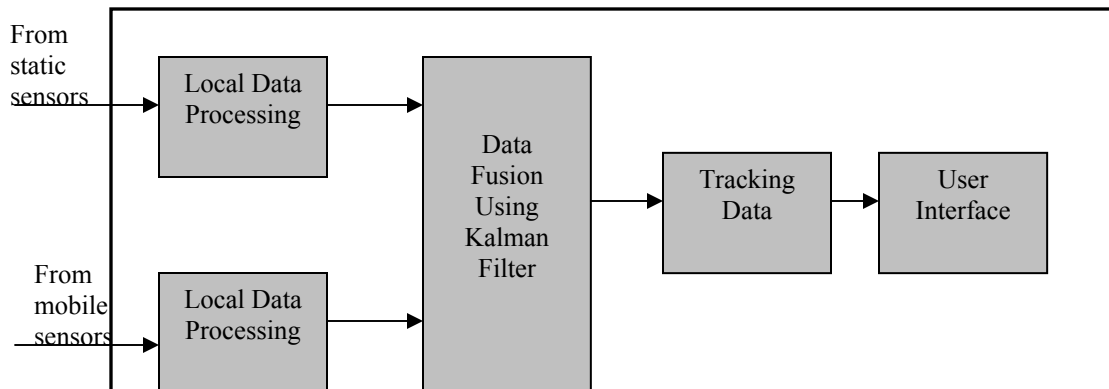 From
static
sensors
Local Data
Processing
Data
Fusion
Using
Kalman
Filter
Tracking
Data
User
Interface
From
mobile
sensors
Local Data
Processing